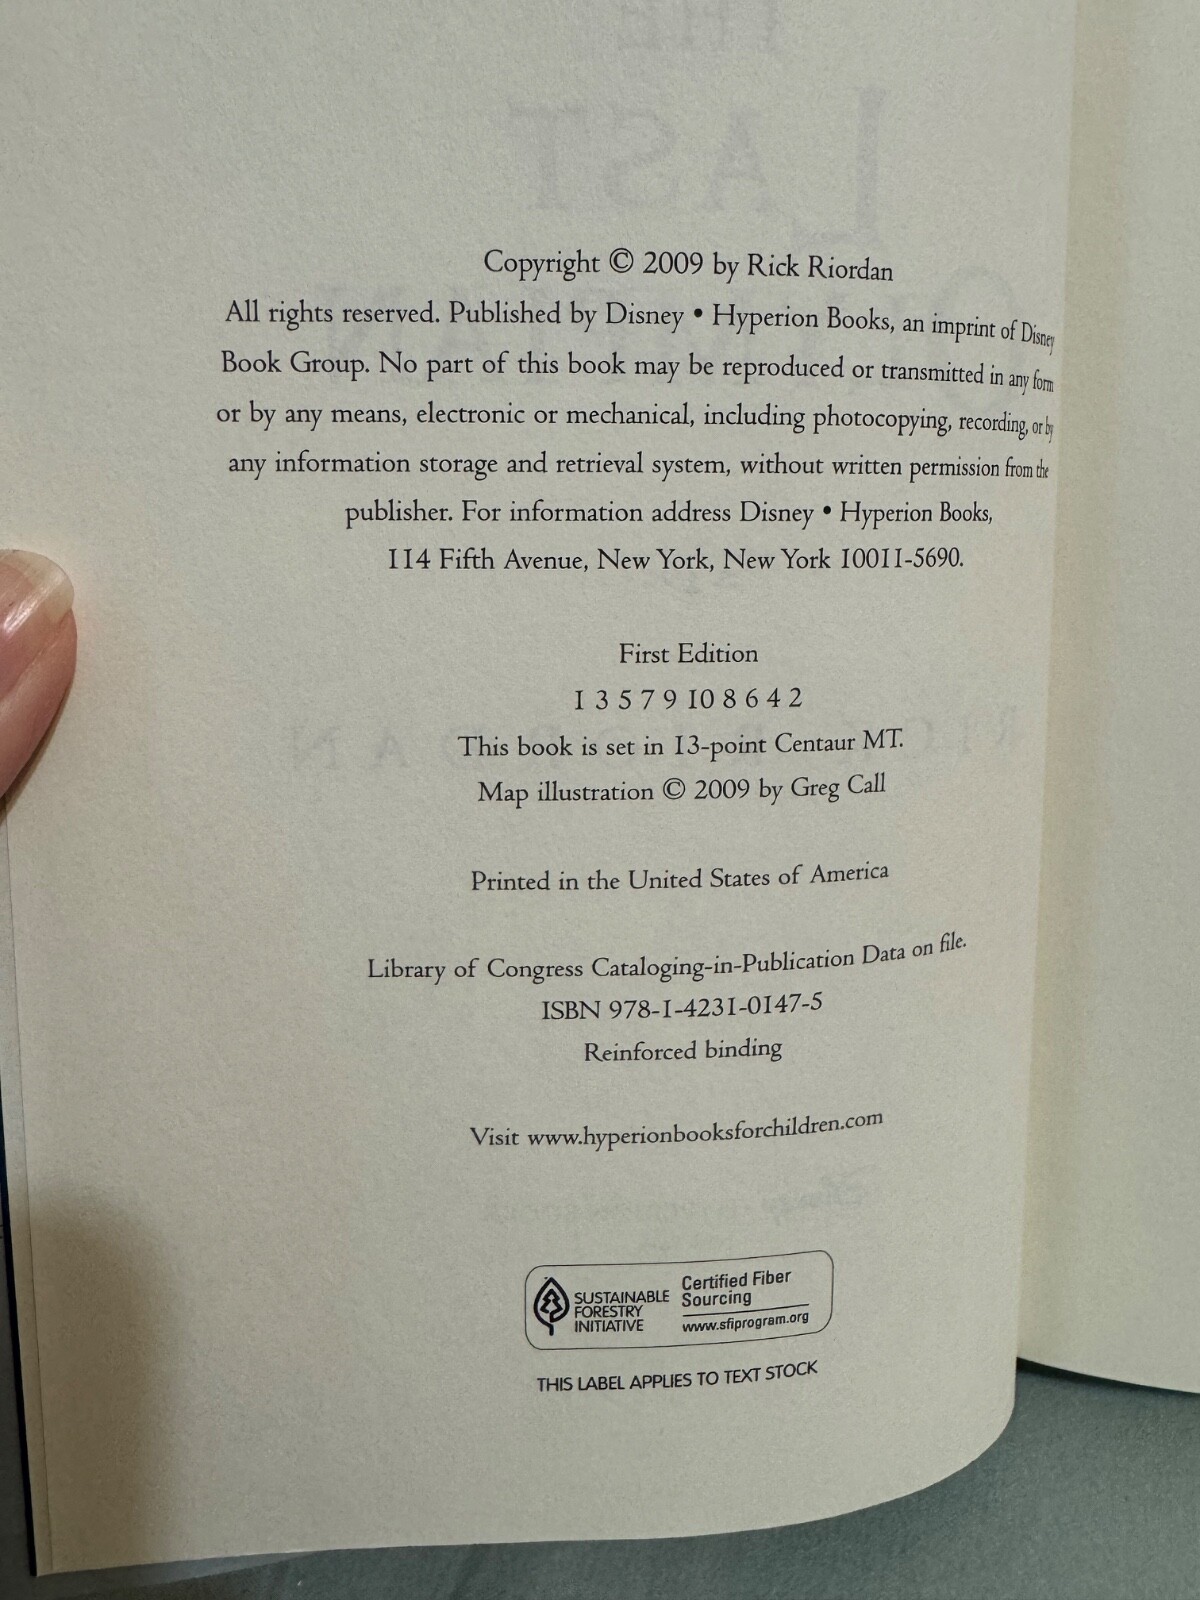 THE
LAST
Copyright © 2009 by Rick Riordan
All rights reserved. Published by Disney • Hyperion Books, an imprint of Disney
Book Group. No part of this book may be reproduced or transmitted in any form
or by any means, electronic or mechanical, including photocopying, recording, or by
any information storage and retrieval system, without written permission from the
publisher. For information address Disney • Hyperion Books,
114 Fifth Avenue, New York, New York 10011-5690.
First Edition
1 3 5 7 9 10 8 6 4 2
This book is set in 13-point Centaur MT.
Map illustration © 2009 by Greg Call
Printed in the United States of America
Library of Congress Cataloging-in-Publication Data on file.
ISBN 978-1-4231-0147-5
Reinforced binding
Visit www.hyperionbooksforchildren.com
SUSTAINABLE
FORESTRY
INITIATIVE
Certified Fiber
Sourcing
www.sfiprogram.org
THIS LABEL APPLIES TO TEXT STOCK